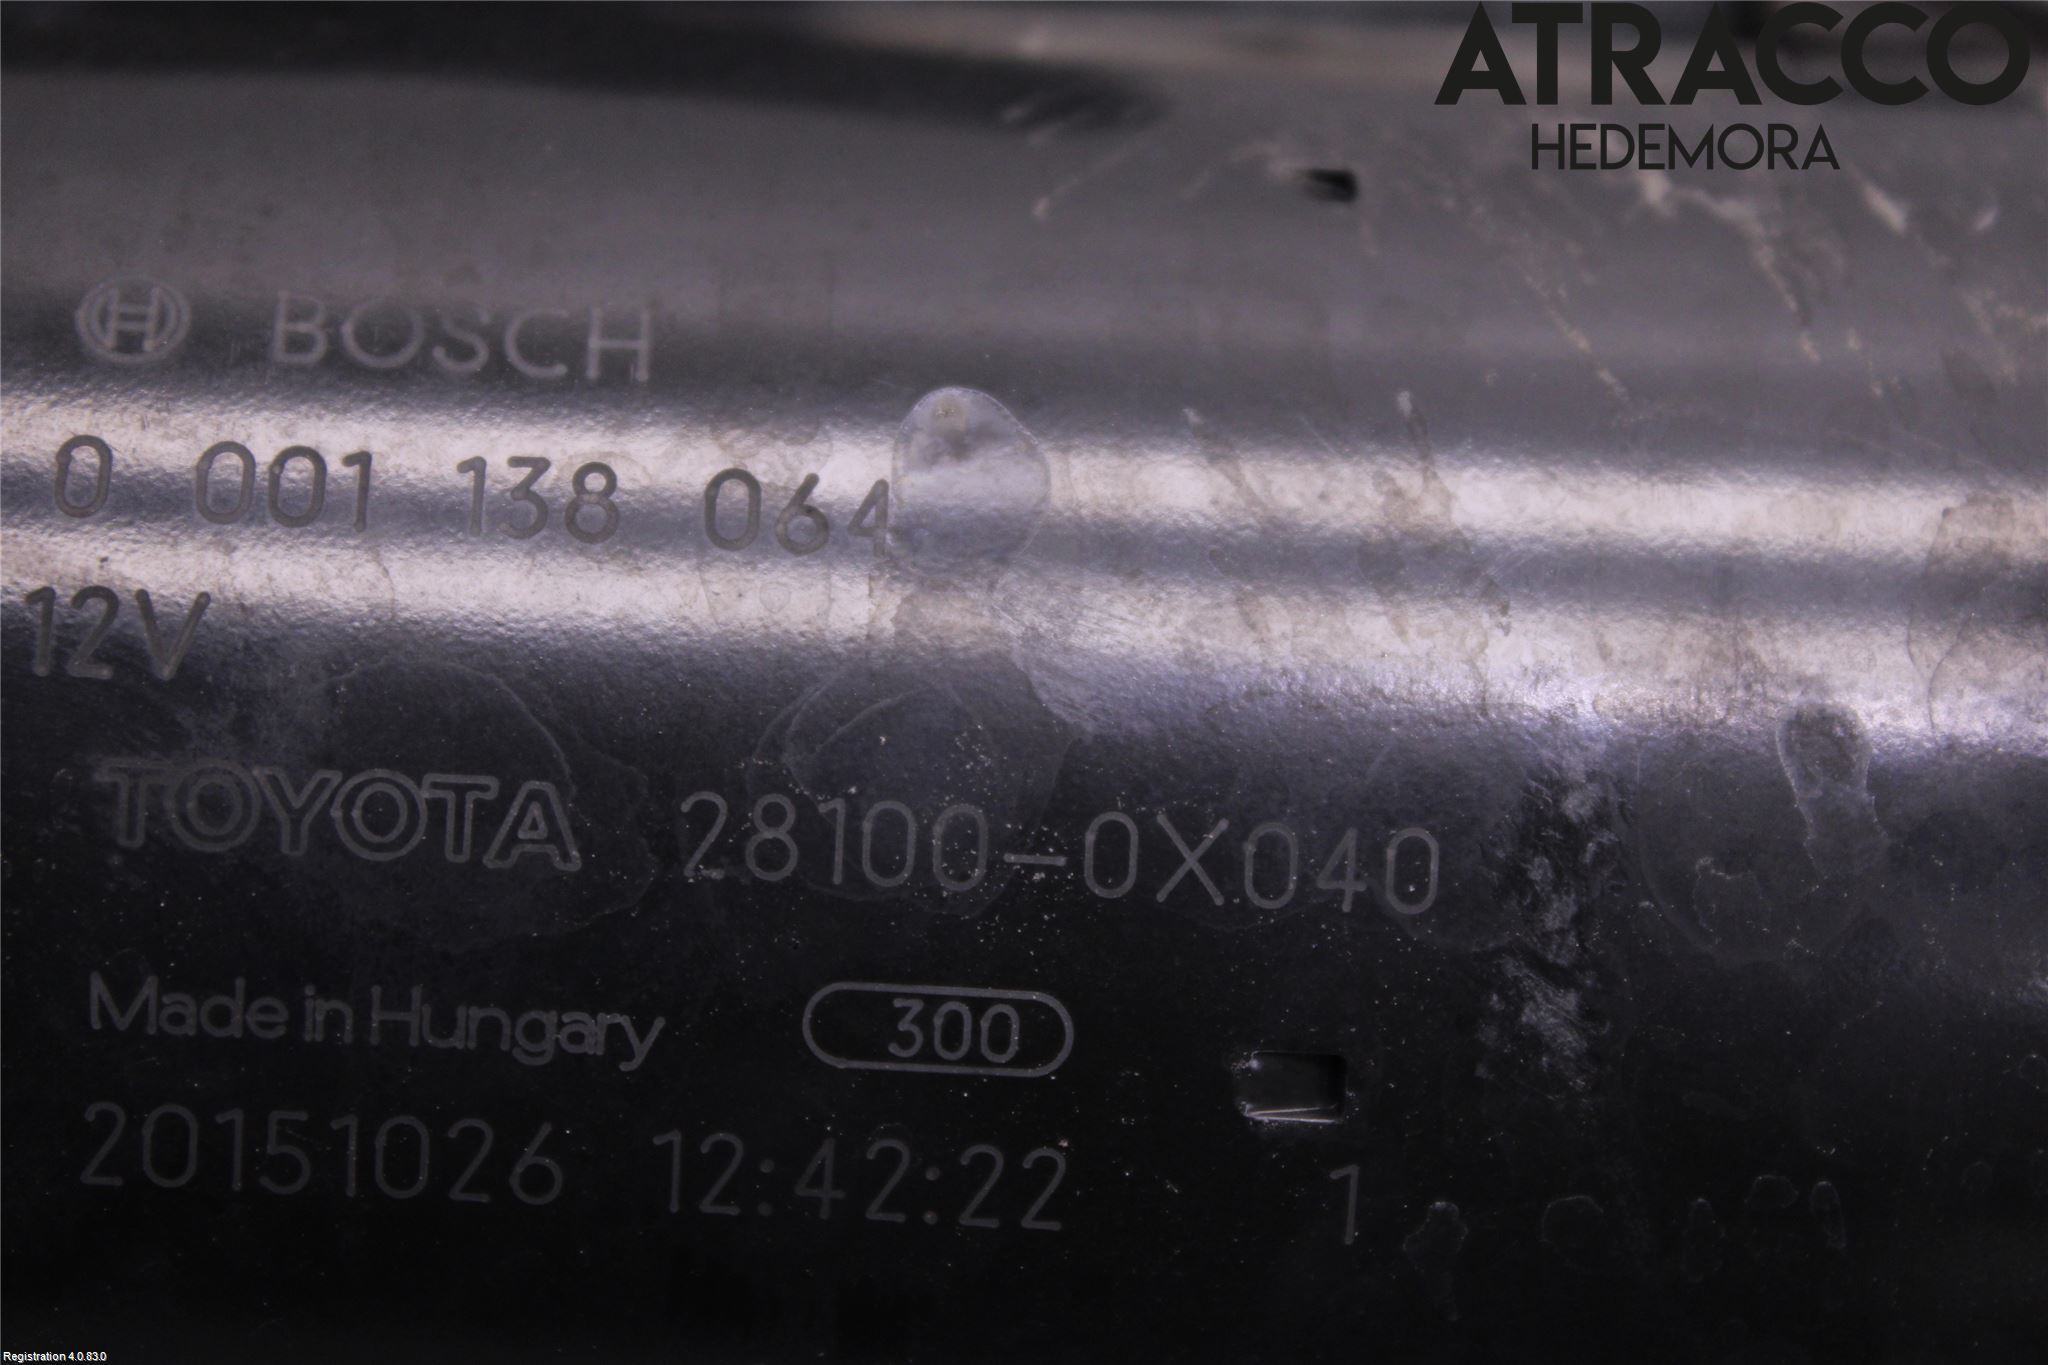 ATRACCO
HEDEMORA
BOSCH
0 001 138 064
12V
TOYOTA 28100-0X040
Made in Hungary 300
20151026 12:42:22 1
Registration 4.0.83.0